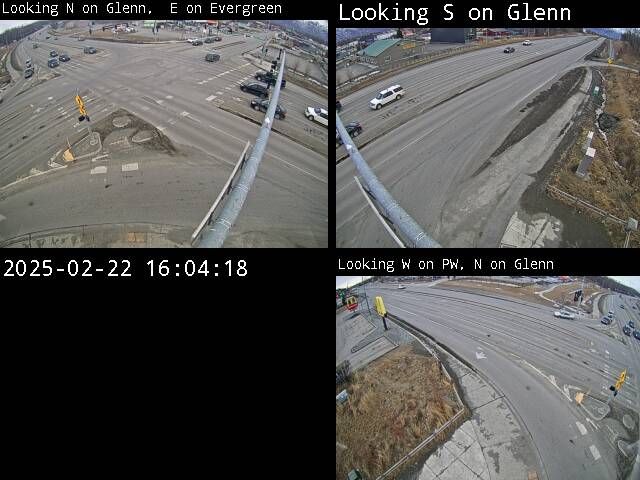 Looking N on Glenn,  E on Evergreen
Looking S on Glenn
2025-02-22 16:04:18
Looking W on PW, N on Glenn